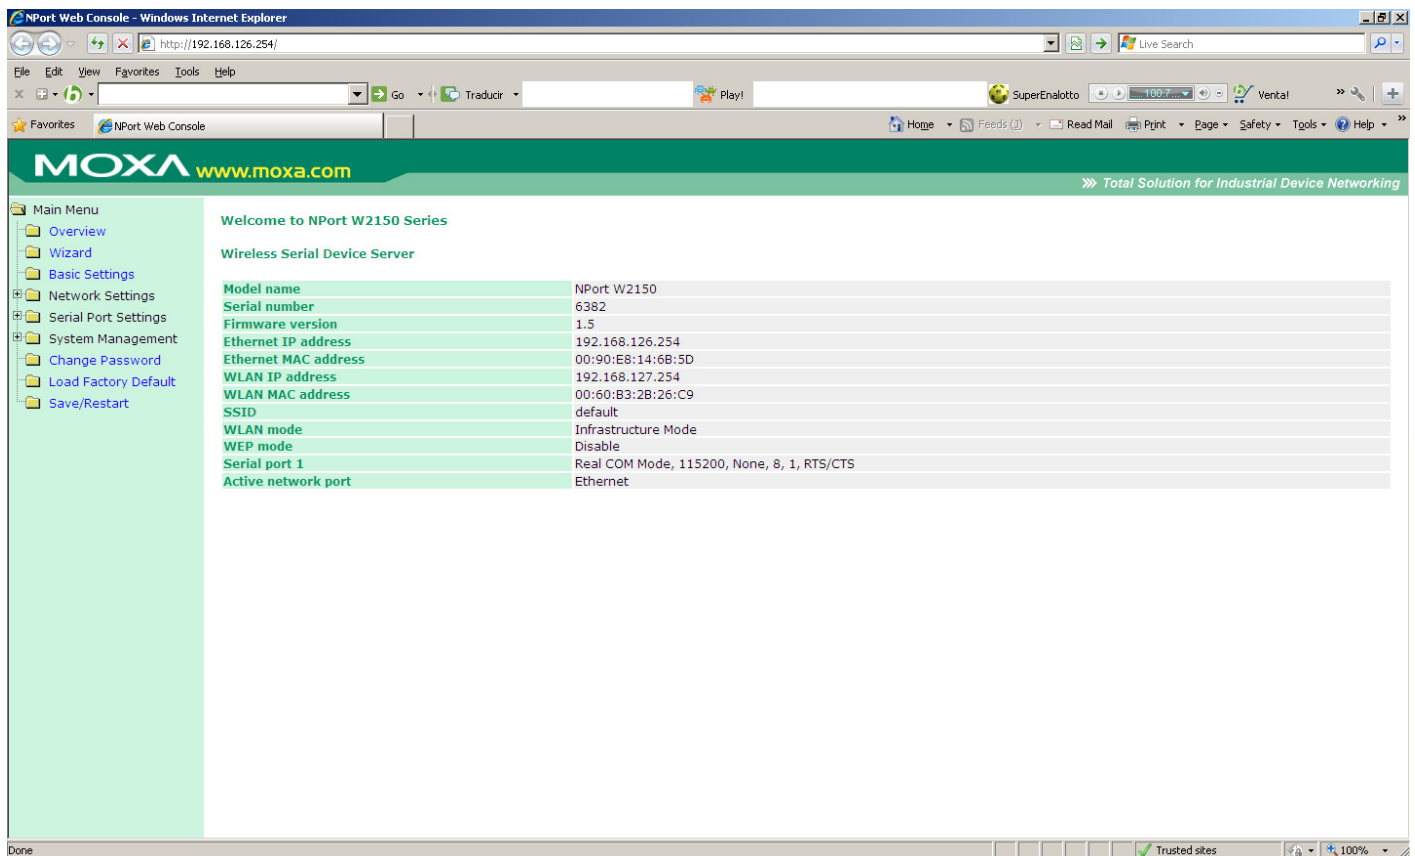 NPort Web Console - Windows Internet Explorer
http://192.168.126.254/
Live Search
File Edit View Favorites Tools Help
Go Traducir Play! SuperEnalotto Venta!
Favorites NPort Web Console
Home Feeds (J) Read Mail Print Page Safety Tools Help
MOXA www.moxa.com
Total Solution for Industrial Device Networking
Main Menu
Overview
Wizard
Basic Settings
Network Settings
Serial Port Settings
System Management
Change Password
Load Factory Default
Save/Restart
Welcome to NPort W2150 Series
Wireless Serial Device Server
Model name NPort W2150
Serial number 6382
Firmware version 1.5
Ethernet IP address 192.168.126.254
Ethernet MAC address 00:90:E8:14:6B:5D
WLAN IP address 192.168.127.254
WLAN MAC address 00:60:B3:2B:26:C9
SSID default
WLAN mode Infrastructure Mode
WEP mode Disable
Serial port 1 Real COM Mode, 115200, None, 8, 1, RTS/CTS
Active network port Ethernet
Done
Trusted sites
100%